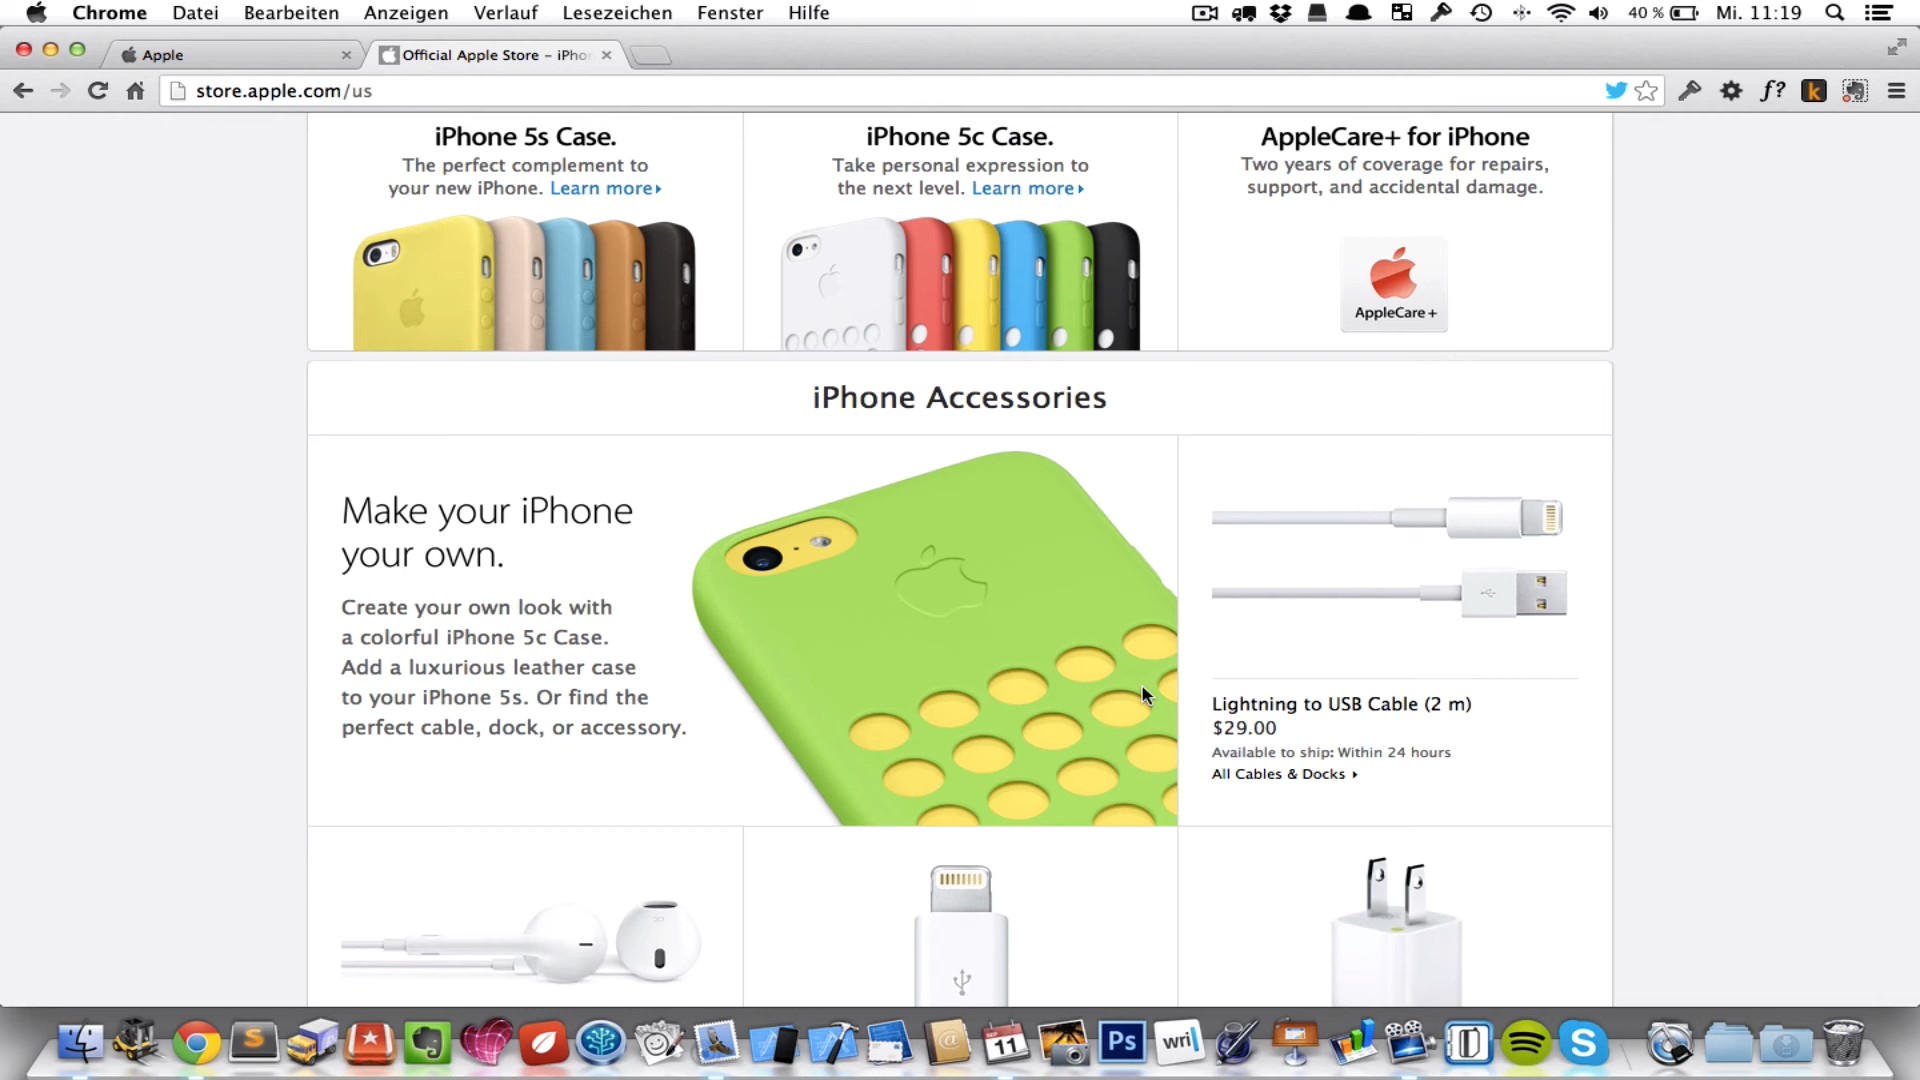 Chrome Datei Bearbeiten Anzeigen Verlauf Lesezeichen Fenster Hilfe 40 % Mi. 11:19
Apple Official Apple Store – iPho
store.apple.com/us f? k
iPhone 5s Case.
The perfect complement to
your new iPhone. Learn more
iPhone 5c Case.
Take personal expression to
the next level. Learn more
AppleCare+ for iPhone
Two years of coverage for repairs,
support, and accidental damage.
AppleCare+
iPhone Accessories
Make your iPhone
your own.
Create your own look with
a colorful iPhone 5c Case.
Add a luxurious leather case
to your iPhone 5s. Or find the
perfect cable, dock, or accessory.
Lightning to USB Cable (2 m)
$29.00
Available to ship: Within 24 hours
All Cables & Docks
S 11 Ps wri S